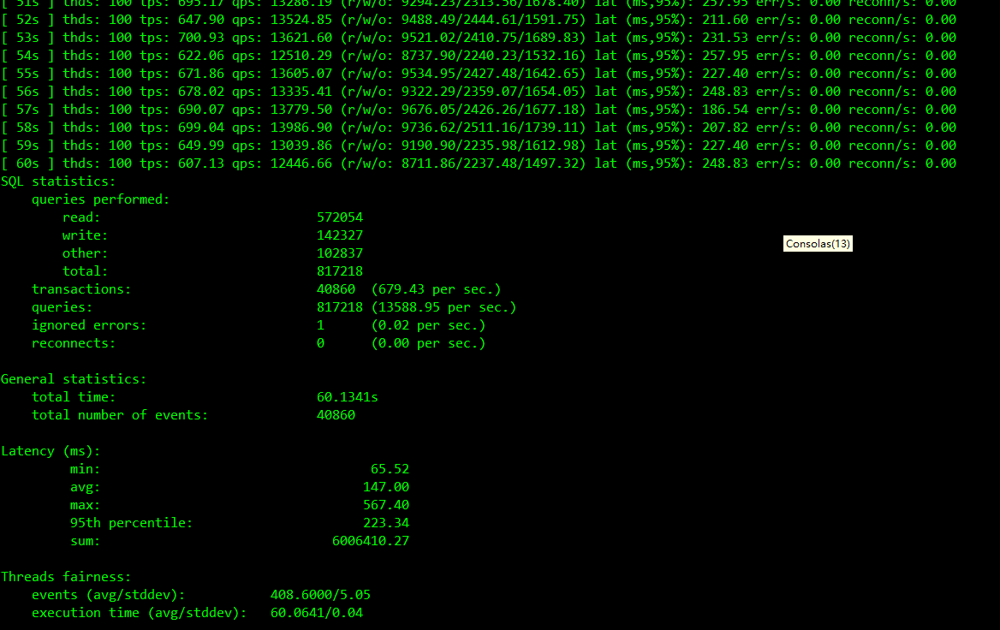 [ 51s ] thds: 100 tps: 695.17 qps: 13286.19 (r/w/o: 9294.23/2313.56/1678.40) lat (ms,95%): 257.95 err/s: 0.00 reconn/s: 0.00
[ 52s ] thds: 100 tps: 647.90 qps: 13524.85 (r/w/o: 9488.49/2444.61/1591.75) lat (ms,95%): 211.60 err/s: 0.00 reconn/s: 0.00
[ 53s ] thds: 100 tps: 700.93 qps: 13621.60 (r/w/o: 9521.02/2410.75/1689.83) lat (ms,95%): 231.53 err/s: 0.00 reconn/s: 0.00
[ 54s ] thds: 100 tps: 622.06 qps: 12510.29 (r/w/o: 8737.90/2240.23/1532.16) lat (ms,95%): 257.95 err/s: 0.00 reconn/s: 0.00
[ 55s ] thds: 100 tps: 671.86 qps: 13605.07 (r/w/o: 9534.95/2427.48/1642.65) lat (ms,95%): 227.40 err/s: 0.00 reconn/s: 0.00
[ 56s ] thds: 100 tps: 678.02 qps: 13335.41 (r/w/o: 9322.29/2359.07/1654.05) lat (ms,95%): 248.83 err/s: 0.00 reconn/s: 0.00
[ 57s ] thds: 100 tps: 690.07 qps: 13779.50 (r/w/o: 9676.05/2426.26/1677.18) lat (ms,95%): 186.54 err/s: 0.00 reconn/s: 0.00
[ 58s ] thds: 100 tps: 699.04 qps: 13986.90 (r/w/o: 9736.62/2511.16/1739.11) lat (ms,95%): 207.82 err/s: 0.00 reconn/s: 0.00
[ 59s ] thds: 100 tps: 649.99 qps: 13039.86 (r/w/o: 9190.90/2235.98/1612.98) lat (ms,95%): 227.40 err/s: 0.00 reconn/s: 0.00
[ 60s ] thds: 100 tps: 607.13 qps: 12446.66 (r/w/o: 8711.86/2237.48/1497.32) lat (ms,95%): 248.83 err/s: 0.00 reconn/s: 0.00
SQL statistics:
queries performed:
read: 572054
write: 142327
Consolas(13)
other: 102837
total: 817218
transactions: 40860 (679.43 per sec.)
queries: 817218 (13588.95 per sec.)
ignored errors: 1 (0.02 per sec.)
reconnects: 0 (0.00 per sec.)
General statistics:
total time: 60.1341s
total number of events: 40860
Latency (ms):
min: 65.52
avg: 147.00
max: 567.40
95th percentile: 223.34
sum: 6006410.27
Threads fairness:
events (avg/stddev): 408.6000/5.05
execution time (avg/stddev): 60.0641/0.04